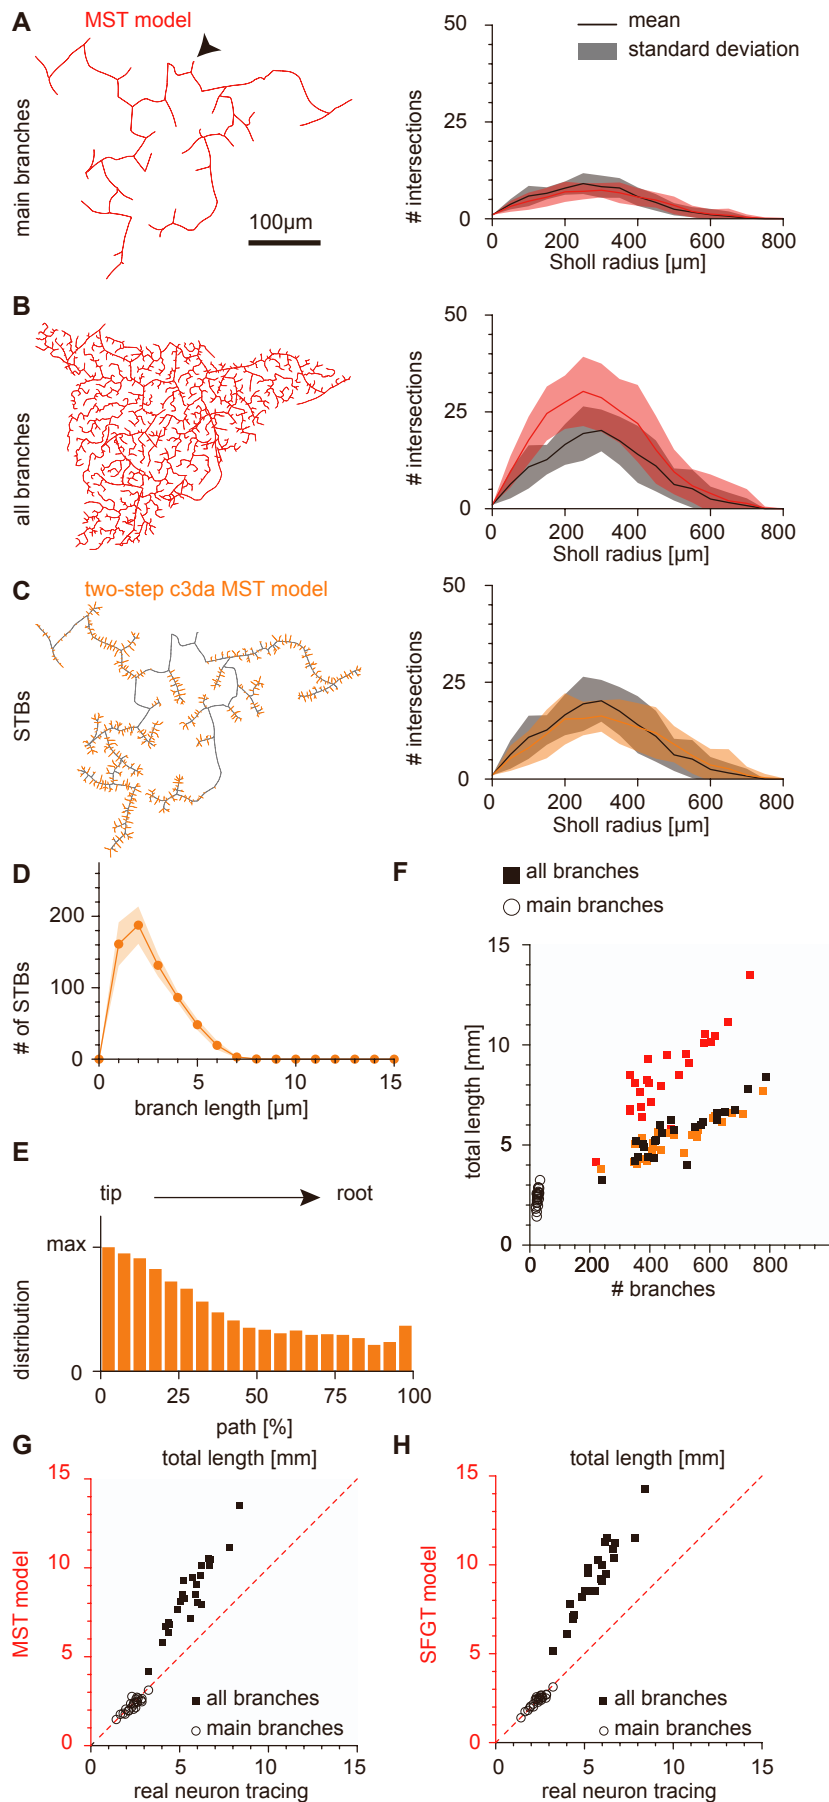 A
MST model
main branches
100μm
50
25
0
# intersections
mean
standard deviation
0 200 400 600 800
Sholl radius [μm]
B
all branches
50
25
0
# intersections
0 200 400 600 800
Sholl radius [μm]
C
two-step c3da MST model
STBs
50
25
0
# intersections
0 200 400 600 800
Sholl radius [μm]
D
200
100
0
# of STBs
0 5 10 15
branch length [μm]
E
tip root
max
0
distribution
0 25 50 75 100
path [%]
F
all branches
main branches
15
10
5
0
total length [mm]
0 200 400 600 800
# branches
G
total length [mm]
15
10
5
0
MST model
all branches
main branches
0 5 10 15
real neuron tracing
H
total length [mm]
15
10
5
0
SFGT model
all branches
main branches
0 5 10 15
real neuron tracing